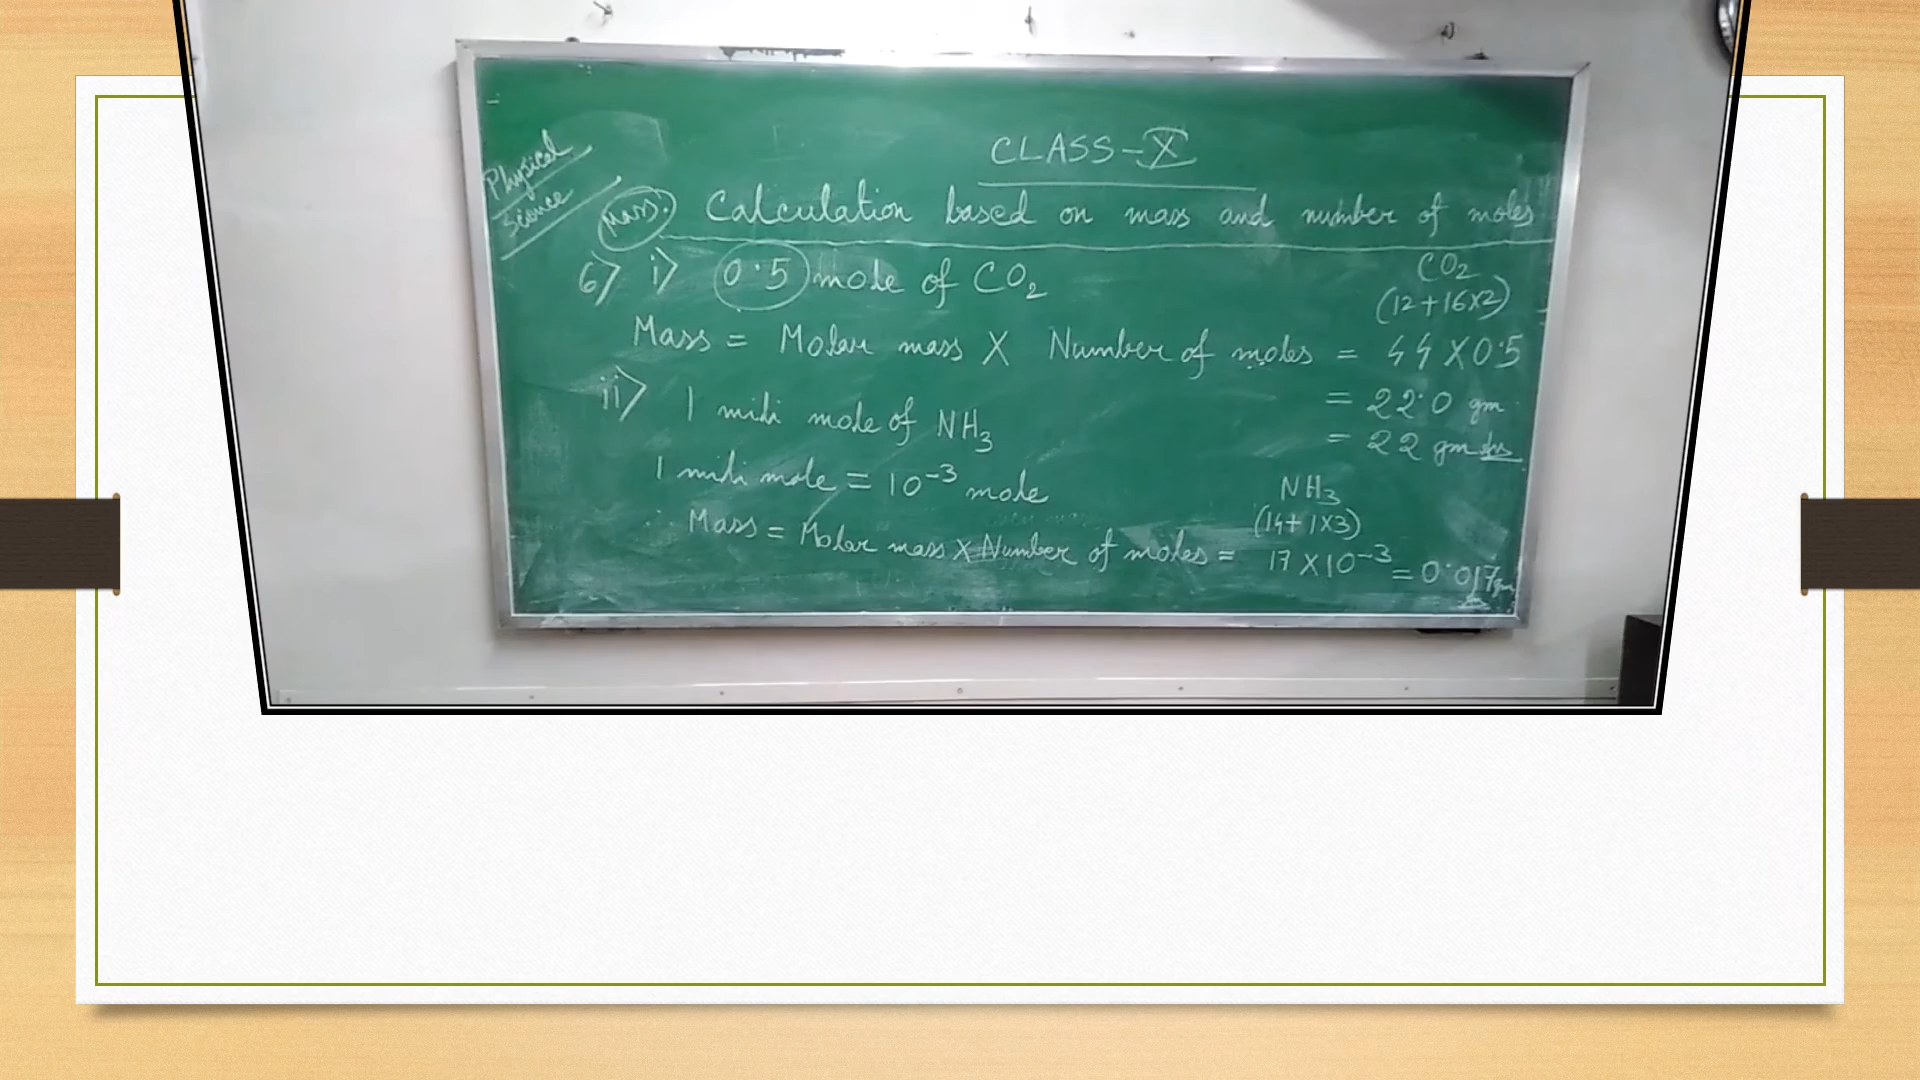 Physical
Science
CLASS-X
Mass: Calculation based on mass and number of moles
6> i> 0.5 mole of CO2
CO2
(12+16x2)
Mass = Molar mass X Number of moles = 44 X 0.5
= 22.0 gm
= 22 gm Ans
ii> 1 mili mole of NH3
1 mili mole = 10^-3 mole
NH3
(14+1x3)
Mass = Molar mass X Number of moles = 17 X 10^-3 = 0.017gm